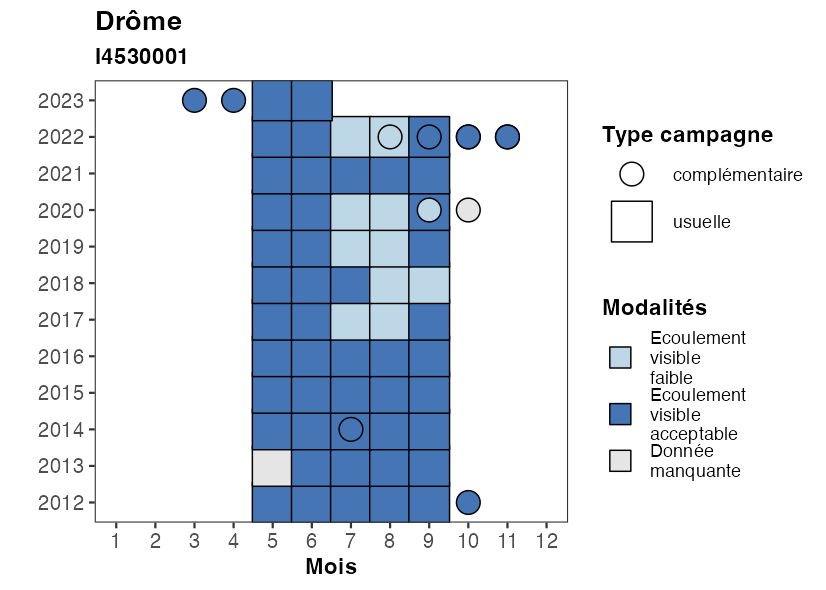 Drôme
I4530001
2023
2022
2021
2020
2019
2018
2017
2016
2015
2014
2013
2012
1 2 3 4 5 6 7 8 9 10 11 12
Mois
Type campagne
complémentaire
usuelle
Modalités
Ecoulement
visible
faible
Ecoulement
visible
acceptable
Donnée
manquante